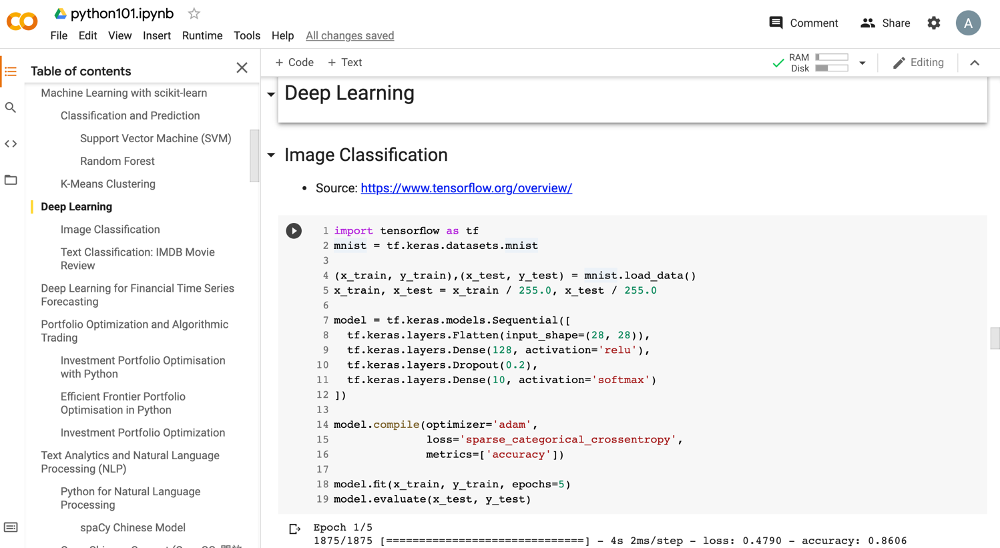 python101.ipynb
File Edit View Insert Runtime Tools Help All changes saved
Comment Share A
Table of contents
Machine Learning with scikit-learn
Classification and Prediction
Support Vector Machine (SVM)
Random Forest
K-Means Clustering
Deep Learning
Image Classification
Text Classification: IMDB Movie
Review
Deep Learning for Financial Time Series
Forecasting
Portfolio Optimization and Algorithmic
Trading
Investment Portfolio Optimisation
with Python
Efficient Frontier Portfolio
Optimisation in Python
Investment Portfolio Optimization
Text Analytics and Natural Language
Processing (NLP)
Python for Natural Language
Processing
spaCy Chinese Model
+ Code + Text
RAM
Disk
Editing
Deep Learning
Image Classification
• Source: https://www.tensorflow.org/overview/
1 import tensorflow as tf
2 mnist = tf.keras.datasets.mnist
3
4 (x_train, y_train),(x_test, y_test) = mnist.load_data()
5 x_train, x_test = x_train / 255.0, x_test / 255.0
6
7 model = tf.keras.models.Sequential([
8   tf.keras.layers.Flatten(input_shape=(28, 28)),
9   tf.keras.layers.Dense(128, activation='relu'),
10   tf.keras.layers.Dropout(0.2),
11   tf.keras.layers.Dense(10, activation='softmax')
12 ])
13
14 model.compile(optimizer='adam',
15               loss='sparse_categorical_crossentropy',
16               metrics=['accuracy'])
17
18 model.fit(x_train, y_train, epochs=5)
19 model.evaluate(x_test, y_test)
Epoch 1/5
1875/1875 [==============================] - 4s 2ms/step - loss: 0.4790 - accuracy: 0.8606